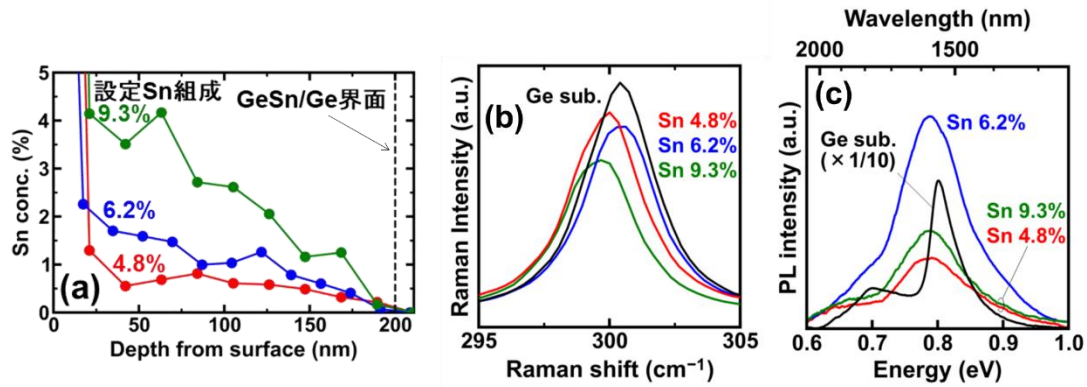 (a)
Sn conc. (%)
5
4
3
2
1
0
設定Sn組成
9.3%
6.2%
4.8%
GeSn/Ge界面
0 50 100 150 200
Depth from surface (nm)
(b)
Raman Intensity (a.u.)
Ge sub.
Sn 4.8%
Sn 6.2%
Sn 9.3%
295 300 305
Raman shift (cm⁻¹)
Wavelength (nm)
2000 1500
(c)
PL intensity (a.u.)
Ge sub.
(×1/10)
Sn 6.2%
Sn 9.3%
Sn 4.8%
0.6 0.7 0.8 0.9 1.0
Energy (eV)